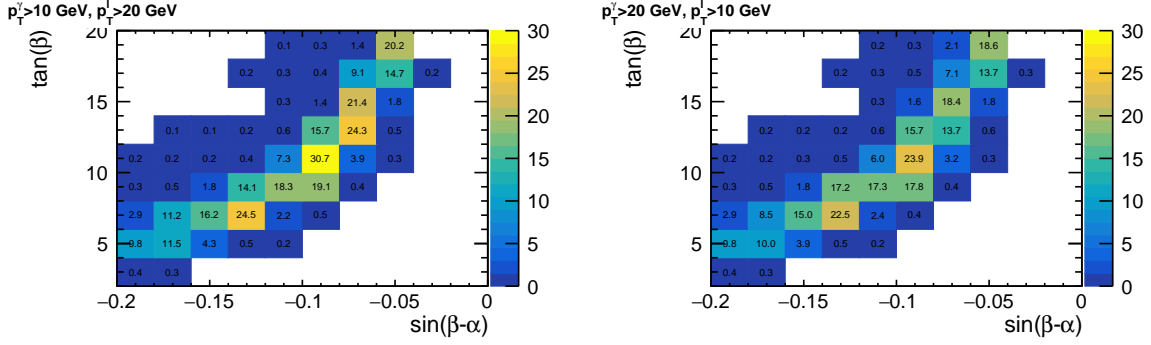 p_T^γ>10 GeV, p_T^l>20 GeV
tan(β)
20
15
10
5
0.1 0.3 1.4 20.2
0.2 0.3 0.4 9.1 14.7 0.2
0.3 1.4 21.4 1.8
0.1 0.1 0.2 0.6 15.7 24.3 0.5
0.2 0.2 0.2 0.4 7.3 30.7 3.9 0.3
0.3 0.5 1.8 14.1 18.3 19.1 0.4
2.9 11.2 16.2 24.5 2.2 0.5
9.8 11.5 4.3 0.5 0.2
0.4 0.3
−0.2 −0.15 −0.1 −0.05 0
sin(β-α)
30
25
20
15
10
5
0
p_T^γ>20 GeV, p_T^l>10 GeV
tan(β)
20
15
10
5
0.2 0.3 2.1 18.6
0.2 0.3 0.5 7.1 13.7 0.3
0.3 1.6 18.4 1.8
0.2 0.2 0.2 0.6 15.7 13.7 0.6
0.2 0.2 0.3 0.4 6.0 23.9 3.2 0.3
0.3 0.5 1.8 17.2 17.3 17.8 0.4
2.9 8.5 15.0 22.5 2.4 0.4
9.8 10.0 3.9 0.5 0.2
0.4 0.3
−0.2 −0.15 −0.1 −0.05 0
sin(β-α)
30
25
20
15
10
5
0